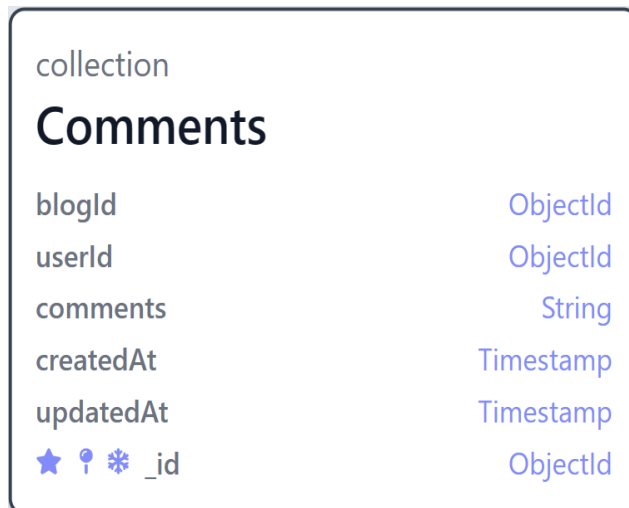 collection
Comments
blogId ObjectId
userId ObjectId
comments String
createdAt Timestamp
updatedAt Timestamp
_id ObjectId